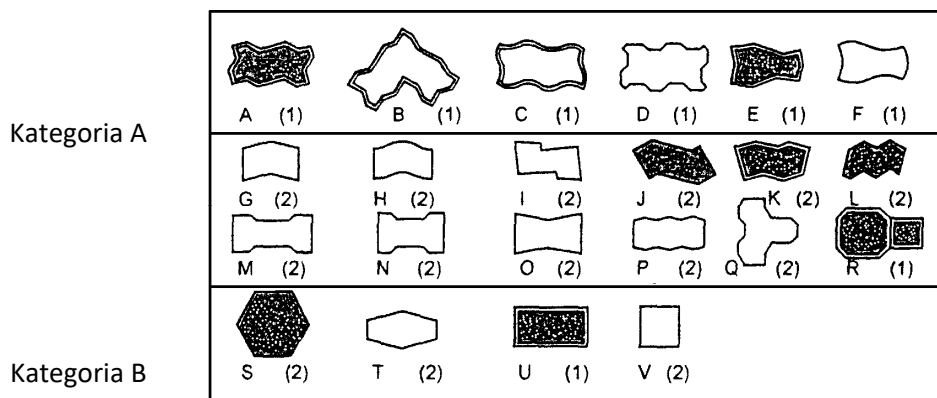 A (1) B (1) C (1) D (1) E (1) F (1)
Kategoria A
G (2) H (2) I (2) J (2) K (2) L (2)
M (2) N (2) O (2) P (2) Q (2) R (1)
Kategoria B
S (2) T (2) U (1) V (2)